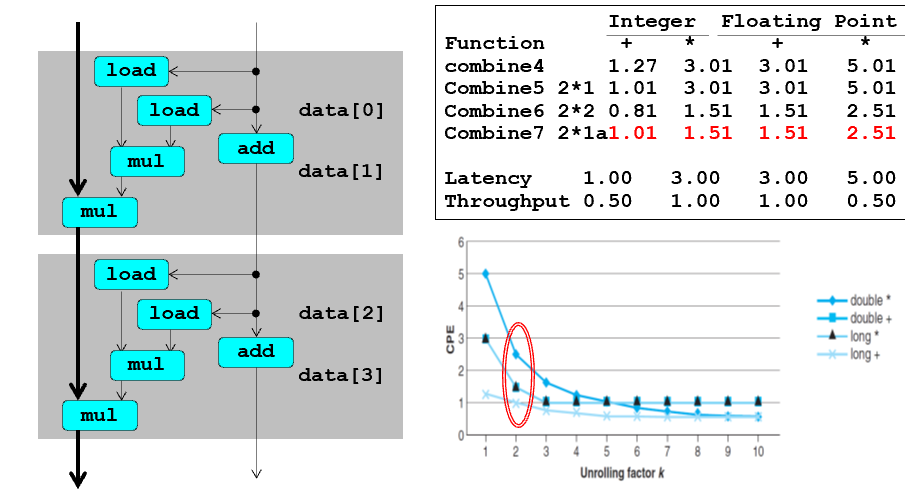 load
load
data[0]
add
mul
data[1]
mul
load
load
data[2]
add
mul
data[3]
mul
Integer Floating Point
Function + * + *
combine4 1.27 3.01 3.01 5.01
Combine5 2*1 1.01 3.01 3.01 5.01
Combine6 2*2 0.81 1.51 1.51 2.51
Combine7 2*1a 1.01 1.51 1.51 2.51
Latency 1.00 3.00 3.00 5.00
Throughput 0.50 1.00 1.00 0.50
6
5
4
3
2
1
0
CPE
1 2 3 4 5 6 7 8 9 10
Unrolling factor k
double *
double +
long *
long +